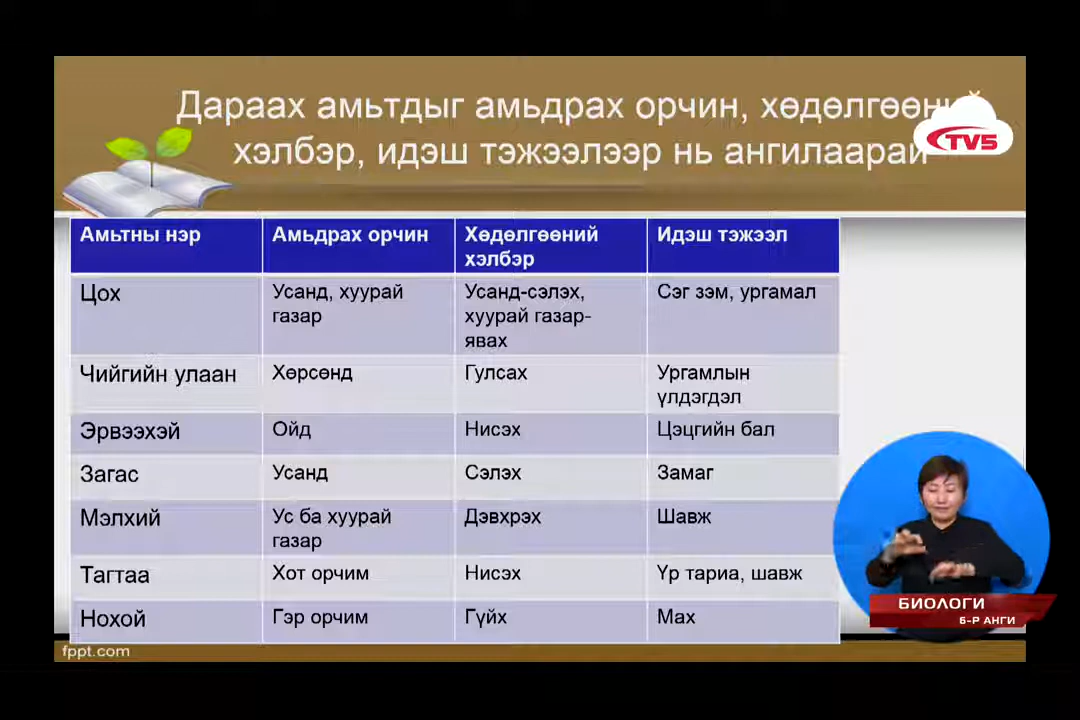 Дараах амьтдыг амьдрах орчин, хөдөлгөөний
хэлбэр, идэш тэжээлээр нь ангилаарай
TV5
Амьтны нэр Амьдрах орчин Хөдөлгөөний Идэш тэжээл
хэлбэр
Цох Усанд, хуурай Усанд-сэлэх, Сэг зэм, ургамал
газар хуурай газар-
явах
Чийгийн улаан Хөрсөнд Гулсах Ургамлын
үлдэгдэл
Эрвээхэй Ойд Нисэх Цэцгийн бал
Загас Усанд Сэлэх Замаг
Мэлхий Ус ба хуурай Дэвхрэх Шавж
газар
Тагтаа Хот орчим Нисэх Үр тариа, шавж
Нохой Гэр орчим Гүйх Мах
БИОЛОГИ
6-Р АНГИ
fppt.com